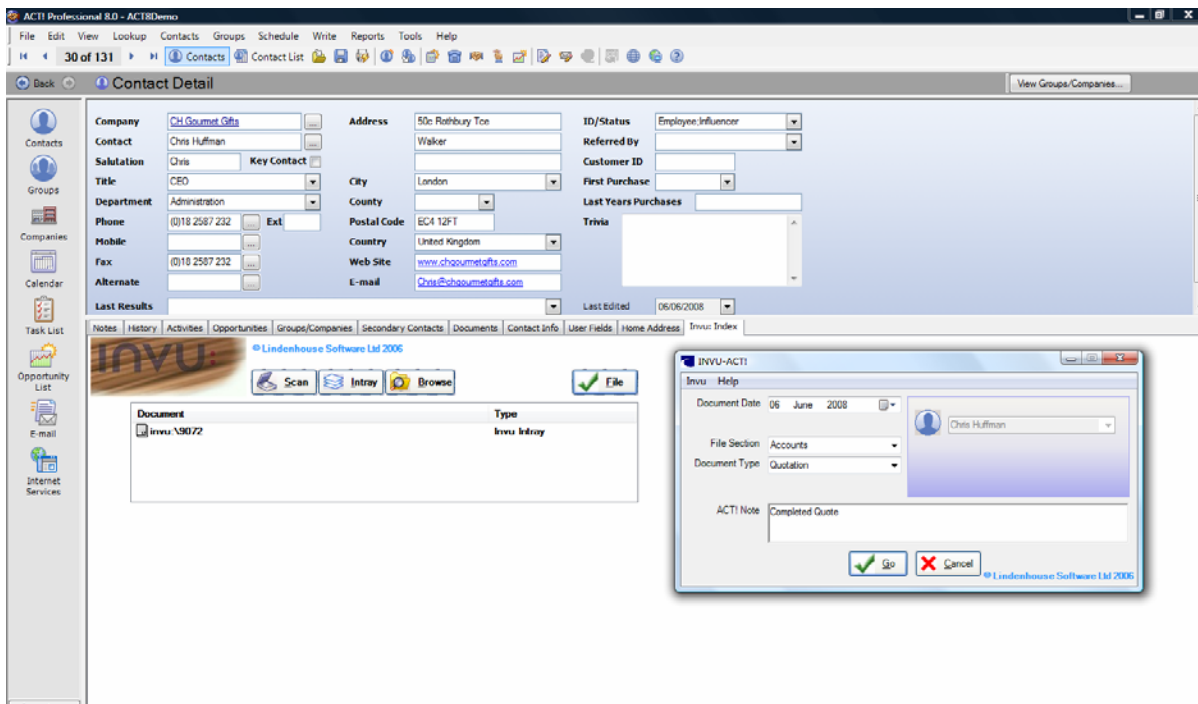 ACT! Professional 8.0 - ACT8Demo
File Edit View Lookup Contacts Groups Schedule Write Reports Tools Help
30 of 131 Contacts Contact List
Back Contact Detail View Groups/Companies...
Contacts
Groups
Companies
Calendar
Task List
Opportunity List
E-mail
Internet Services
Company CH Gourmet Gifts ... Address 50c Rothbury Tce ID/Status Employee;Influencer
Contact Chris Huffman ... Walker Referred By
Salutation Chris Key Contact Customer ID
Title CEO City London First Purchase
Department Administration County Last Years Purchases
Phone (0)18 2587 232 ... Ext Postal Code EC4 12FT Trivia
Mobile ... Country United Kingdom
Fax (0)18 2587 232 ... Web Site www.chgourmetgifts.com
Alternate ... E-mail Chris@chgourmetgifts.com
Last Results Last Edited 06/06/2008
Notes History Activities Opportunities Groups/Companies Secondary Contacts Documents Contact Info User Fields Home Address Invu: Index
INVU:
© Lindenhouse Software Ltd 2006
Scan Intray Browse File
Document Type
invu:\9072 Invu Intray
INVU-ACT!
Invu Help
Document Date 06 June 2008
Chris Huffman
File Section Accounts
Document Type Quotation
ACT! Note Completed Quote
Go Cancel
© Lindenhouse Software Ltd 2006